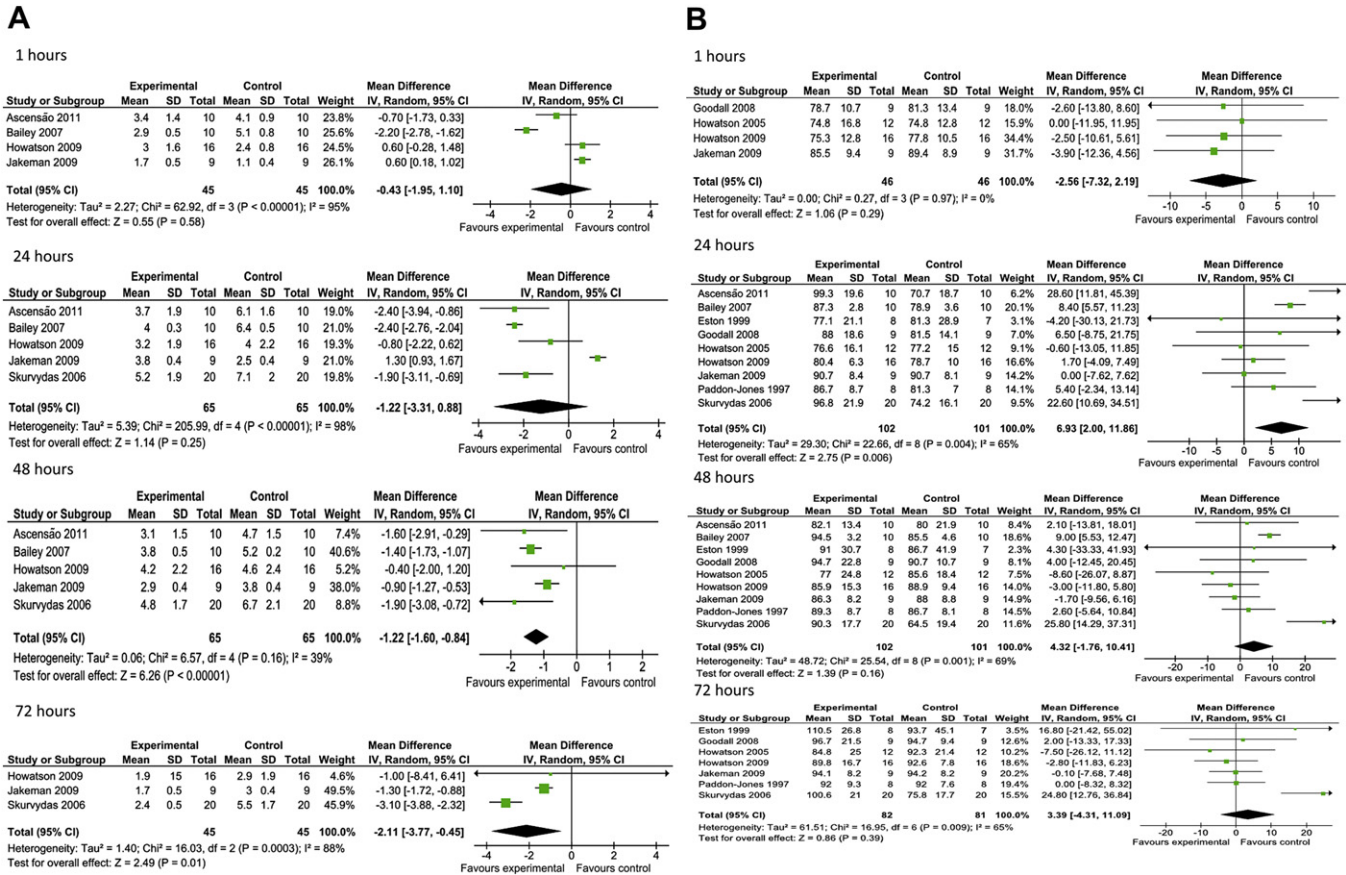 A
1 hours
Experimental Control Mean Difference Mean Difference
Study or Subgroup Mean SD Total Mean SD Total Weight IV, Random, 95% CI IV, Random, 95% CI
Ascensão 2011 3.4 1.4 10 4.1 0.9 10 23.8% -0.70 [-1.73, 0.33]
Bailey 2007 2.9 0.5 10 5.1 0.8 10 25.6% -2.20 [-2.78, -1.62]
Howatson 2009 3 1.6 16 2.4 0.8 16 24.5% 0.60 [-0.28, 1.48]
Jakeman 2009 1.7 0.5 9 1.1 0.4 9 26.1% 0.60 [0.18, 1.02]
Total (95% CI) 45 45 100.0% -0.43 [-1.95, 1.10]
Heterogeneity: Tau² = 2.27; Chi² = 62.92, df = 3 (P < 0.00001); I² = 95%
Test for overall effect: Z = 0.55 (P = 0.58)
-4 -2 0 2 4
Favours experimental Favours control
24 hours
Experimental Control Mean Difference Mean Difference
Study or Subgroup Mean SD Total Mean SD Total Weight IV, Random, 95% CI IV, Random, 95% CI
Ascensão 2011 3.7 1.9 10 6.1 1.6 10 19.0% -2.40 [-3.94, -0.86]
Bailey 2007 4 0.3 10 6.4 0.5 10 21.0% -2.40 [-2.76, -2.04]
Howatson 2009 3.2 1.9 16 4 2.2 16 19.2% -0.80 [-2.22, 0.62]
Jakeman 2009 3.8 0.4 9 2.5 0.4 9 21.0% 1.30 [0.93, 1.67]
Skurvydas 2006 5.2 1.9 20 7.1 2 20 19.8% -1.90 [-3.11, -0.69]
Total (95% CI) 65 65 100.0% -1.22 [-3.31, 0.88]
Heterogeneity: Tau² = 5.39; Chi² = 205.99, df = 4 (P < 0.00001); I² = 98%
Test for overall effect: Z = 1.14 (P = 0.25)
-4 -2 0 2 4
Favours experimental Favours control
48 hours
Experimental Control Mean Difference Mean Difference
Study or Subgroup Mean SD Total Mean SD Total Weight IV, Random, 95% CI IV, Random, 95% CI
Ascensão 2011 3.1 1.5 10 4.7 1.5 10 7.4% -1.60 [-2.91, -0.29]
Bailey 2007 3.8 0.5 10 5.2 0.2 10 40.6% -1.40 [-1.73, -1.07]
Howatson 2009 4.2 2.2 16 4.6 2.4 16 5.2% -0.40 [-2.00, 1.20]
Jakeman 2009 2.9 0.4 9 3.8 0.4 9 38.0% -0.90 [-1.27, -0.53]
Skurvydas 2006 4.8 1.7 20 6.7 2.1 20 8.8% -1.90 [-3.08, -0.72]
Total (95% CI) 65 65 100.0% -1.22 [-1.60, -0.84]
Heterogeneity: Tau² = 0.06; Chi² = 6.57, df = 4 (P = 0.16); I² = 39%
Test for overall effect: Z = 6.26 (P < 0.00001)
-2 -1 0 1 2
Favours experimental Favours control
72 hours
Experimental Control Mean Difference Mean Difference
Study or Subgroup Mean SD Total Mean SD Total Weight IV, Random, 95% CI IV, Random, 95% CI
Howatson 2009 1.9 15 16 2.9 1.9 16 4.6% -1.00 [-8.41, 6.41]
Jakeman 2009 1.7 0.5 9 3 0.4 9 49.5% -1.30 [-1.72, -0.88]
Skurvydas 2006 2.4 0.5 20 5.5 1.7 20 45.9% -3.10 [-3.88, -2.32]
Total (95% CI) 45 45 100.0% -2.11 [-3.77, -0.45]
Heterogeneity: Tau² = 1.40; Chi² = 16.03, df = 2 (P = 0.0003); I² = 88%
Test for overall effect: Z = 2.49 (P = 0.01)
-4 -2 0 2 4
Favours experimental Favours control
B
1 hours
Experimental Control Mean Difference Mean Difference
Study or Subgroup Mean SD Total Mean SD Total Weight IV, Random, 95% CI IV, Random, 95% CI
Goodall 2008 78.7 10.7 9 81.3 13.4 9 18.0% -2.60 [-13.80, 8.60]
Howatson 2005 74.8 16.8 12 74.8 12.8 12 15.9% 0.00 [-11.95, 11.95]
Howatson 2009 75.3 12.8 16 77.8 10.5 16 34.4% -2.50 [-10.61, 5.61]
Jakeman 2009 85.5 9.4 9 89.4 8.9 9 31.7% -3.90 [-12.36, 4.56]
Total (95% CI) 46 46 100.0% -2.56 [-7.32, 2.19]
Heterogeneity: Tau² = 0.00; Chi² = 0.27, df = 3 (P = 0.97); I² = 0%
Test for overall effect: Z = 1.06 (P = 0.29)
-10 -5 0 5 10
Favours experimental Favours control
24 hours
Experimental Control Mean Difference Mean Difference
Study or Subgroup Mean SD Total Mean SD Total Weight IV, Random, 95% CI IV, Random, 95% CI
Ascensão 2011 99.3 19.6 10 70.7 18.7 10 6.2% 28.60 [11.81, 45.39]
Bailey 2007 87.3 2.8 10 78.9 3.6 10 20.1% 8.40 [5.57, 11.23]
Eston 1999 77.1 21.1 8 81.3 28.9 7 3.1% -4.20 [-30.13, 21.73]
Goodall 2008 88 18.6 9 81.5 14.1 9 9.3% 6.50 [-8.75, 21.75]
Howatson 2005 76.6 16.1 12 77.2 15 12 9.2% -0.60 [-13.05, 11.85]
Howatson 2009 80.4 6.3 16 78.7 10 16 16.9% 1.70 [-4.09, 7.49]
Jakeman 2009 90.7 8.4 9 90.7 8.1 9 14.2% 0.00 [-7.62, 7.62]
Paddon-Jones 1997 86.7 8.7 8 81.3 7 8 14.1% 5.40 [-2.34, 13.14]
Skurvydas 2006 96.8 21.9 20 74.2 16.1 20 9.5% 22.60 [10.69, 34.51]
Total (95% CI) 102 101 100.0% 6.93 [2.00, 11.86]
Heterogeneity: Tau² = 29.30; Chi² = 22.66, df = 8 (P = 0.004); I² = 65%
Test for overall effect: Z = 2.75 (P = 0.006)
-10 -5 0 5 10
Favours experimental Favours control
48 hours
Experimental Control Mean Difference Mean Difference
Study or Subgroup Mean SD Total Mean SD Total Weight IV, Random, 95% CI IV, Random, 95% CI
Ascensão 2011 82.1 13.4 10 80 21.9 10 8.4% 2.10 [-13.81, 18.01]
Bailey 2007 94.5 3.2 10 85.5 4.6 10 18.6% 9.00 [5.53, 12.47]
Eston 1999 91 30.7 8 86.7 41.9 7 2.3% 4.30 [-33.33, 41.93]
Goodall 2008 94.7 22.8 9 90.7 10.7 9 8.1% 4.00 [-12.45, 20.45]
Howatson 2005 77 24.8 12 85.6 18.4 12 7.5% -8.60 [-26.07, 8.87]
Howatson 2009 85.9 15.3 16 88.9 9.4 16 14.0% -3.00 [-11.80, 5.80]
Jakeman 2009 86.3 8.2 9 88 8.8 9 14.9% -1.70 [-9.56, 6.16]
Paddon-Jones 1997 89.3 8.7 8 86.7 8.1 8 14.5% 2.60 [-5.64, 10.84]
Skurvydas 2006 90.3 17.7 20 64.5 19.4 20 11.6% 25.80 [14.29, 37.31]
Total (95% CI) 102 101 100.0% 4.32 [-1.76, 10.41]
Heterogeneity: Tau² = 48.72; Chi² = 25.54, df = 8 (P = 0.001); I² = 69%
Test for overall effect: Z = 1.39 (P = 0.16)
-20 -10 0 10 20
Favours experimental Favours control
72 hours
Experimental Control Mean Difference Mean Difference
Study or Subgroup Mean SD Total Mean SD Total Weight IV, Random, 95% CI IV, Random, 95% CI
Eston 1999 110.5 26.8 8 93.7 45.1 7 3.5% 16.80 [-21.42, 55.02]
Goodall 2008 96.7 21.5 9 94.7 9.4 9 12.6% 2.00 [-13.33, 17.33]
Howatson 2005 84.8 25 12 92.3 21.4 12 10.2% -7.50 [-26.12, 11.12]
Howatson 2009 89.8 16.7 16 92.6 7.8 16 18.8% -2.80 [-11.83, 6.23]
Jakeman 2009 94.1 8.2 9 94.2 8.2 9 20.1% -0.10 [-7.68, 7.48]
Paddon-Jones 1997 92 9.3 8 92 7.6 8 19.4% 0.00 [-8.32, 8.32]
Skurvydas 2006 100.6 21 20 75.8 17.7 20 15.5% 24.80 [12.76, 36.84]
Total (95% CI) 82 81 100.0% 3.39 [-4.31, 11.09]
Heterogeneity: Tau² = 61.51; Chi² = 16.95, df = 6 (P = 0.009); I² = 65%
Test for overall effect: Z = 0.86 (P = 0.39)
-20 -10 0 10 20
Favours experimental Favours control